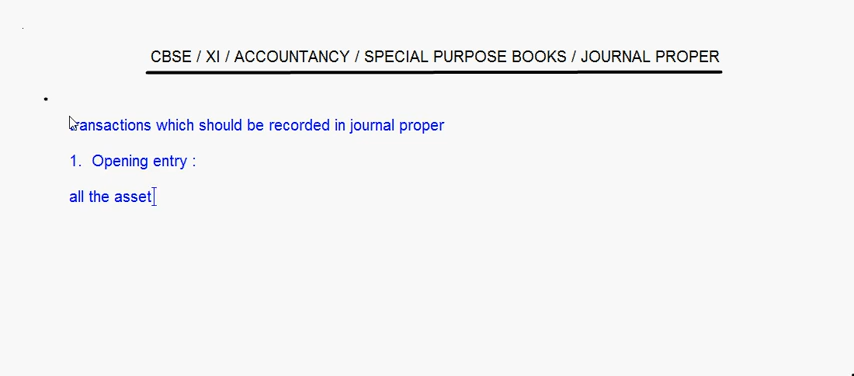 CBSE / XI / ACCOUNTANCY / SPECIAL PURPOSE BOOKS / JOURNAL PROPER
Transactions which should be recorded in journal proper
1. Opening entry :
all the asset